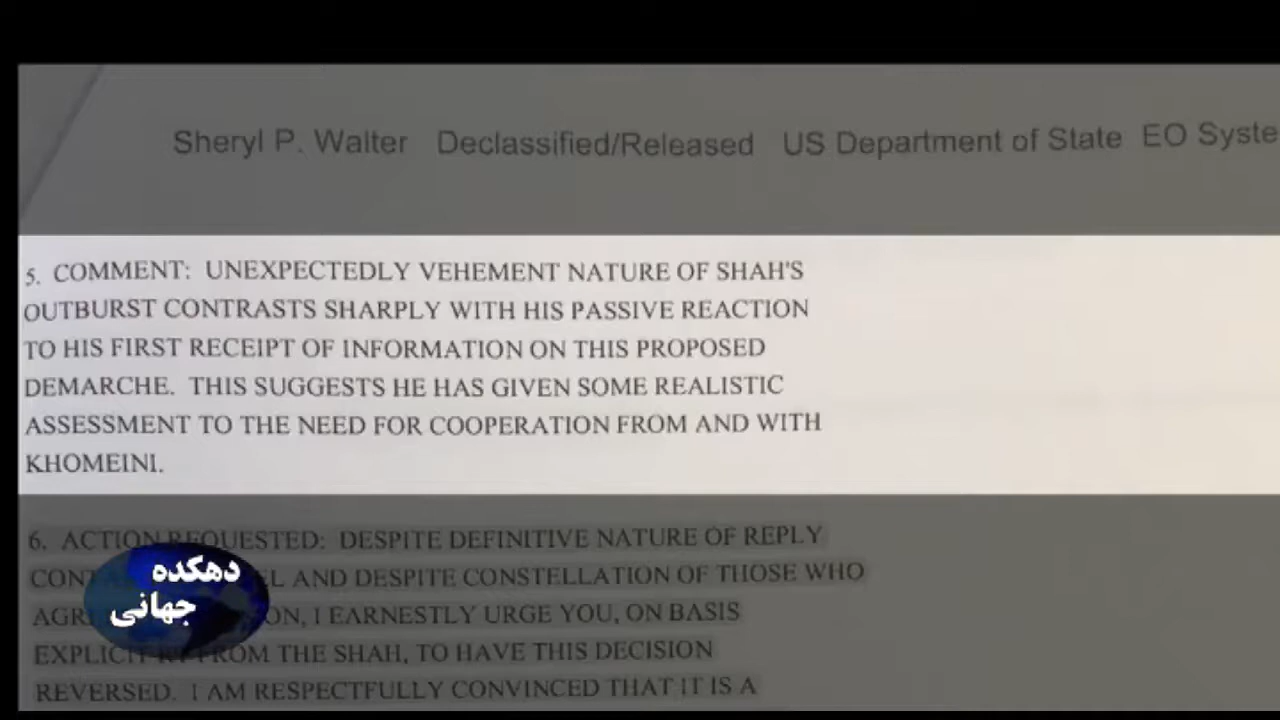 Sheryl P. Walter Declassified/Released US Department of State EO Syste
5. COMMENT: UNEXPECTEDLY VEHEMENT NATURE OF SHAH'S
OUTBURST CONTRASTS SHARPLY WITH HIS PASSIVE REACTION
TO HIS FIRST RECEIPT OF INFORMATION ON THIS PROPOSED
DEMARCHE. THIS SUGGESTS HE HAS GIVEN SOME REALISTIC
ASSESSMENT TO THE NEED FOR COOPERATION FROM AND WITH
KHOMEINI.
6. ACTION REQUESTED: DESPITE DEFINITIVE NATURE OF REPLY
AND DESPITE CONSTELLATION OF THOSE WHO
I EARNESTLY URGE YOU, ON BASIS
FROM THE SHAH, TO HAVE THIS DECISION
REVERSED. I AM RESPECTFULLY CONVINCED THAT IT IS A
دهکده
جهانی